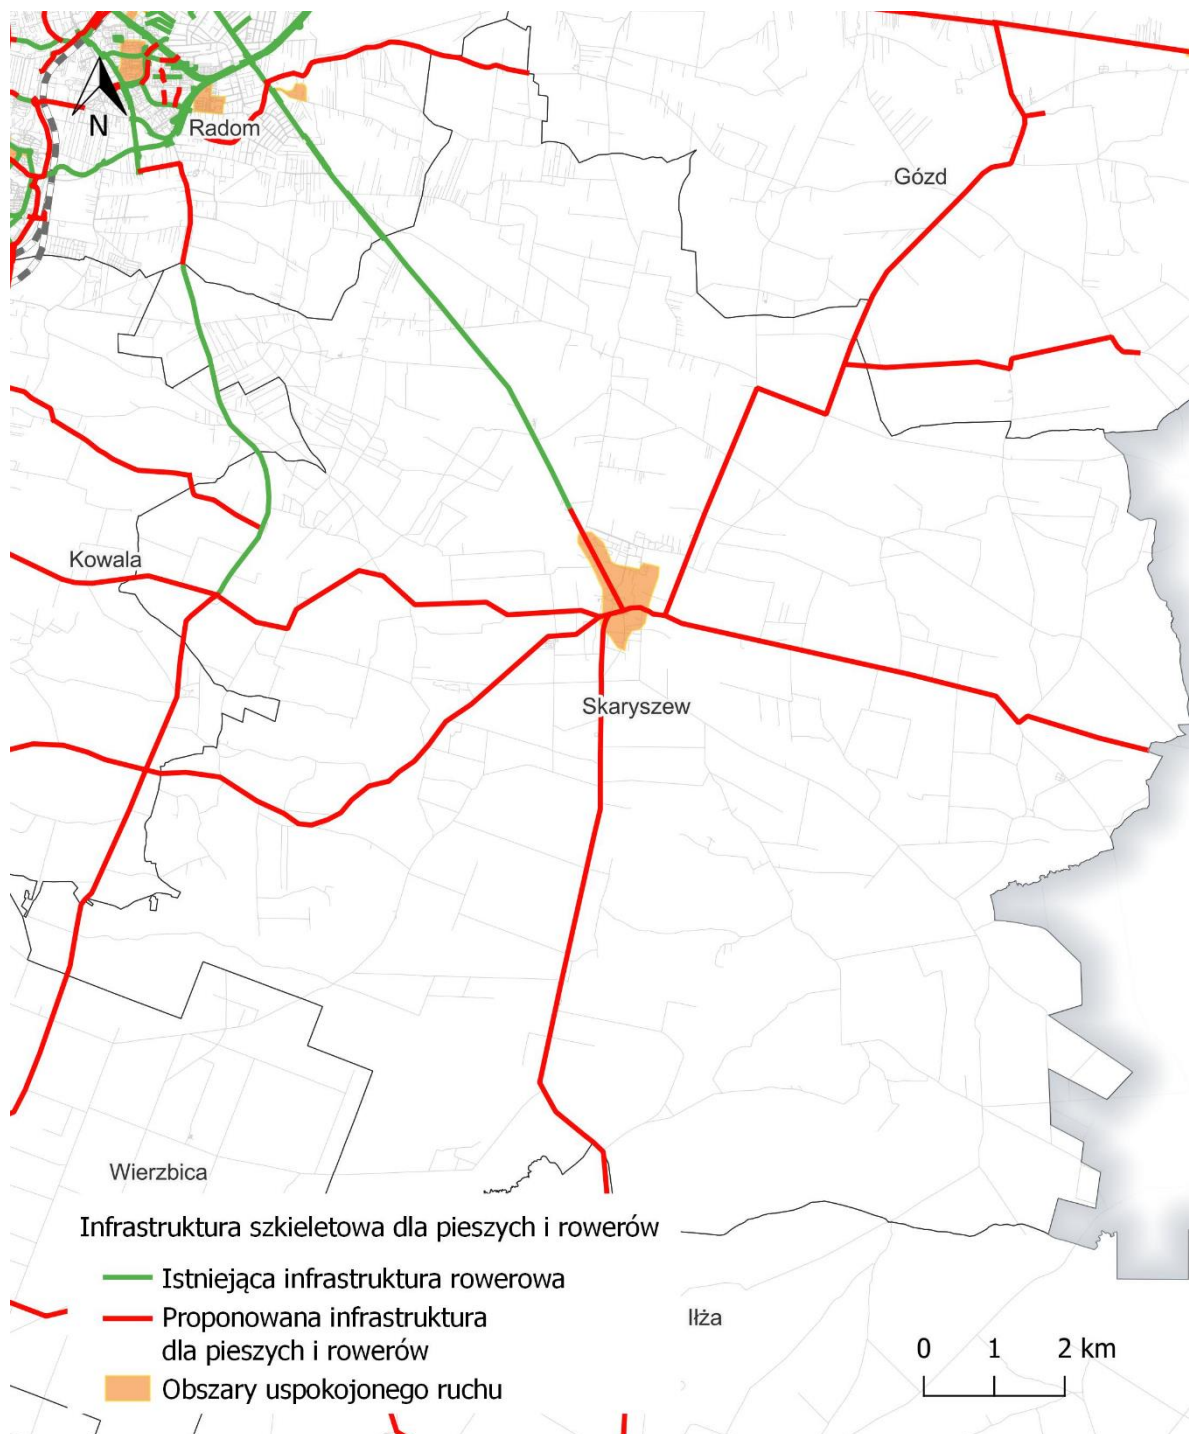 N
Radom
Gózd
Kowala
Skaryszew
Wierzbica
Infrastruktura szkieletowa dla pieszych i rowerów
Istniejąca infrastruktura rowerowa
Proponowana infrastruktura
dla pieszych i rowerów
Obszary uspokojonego ruchu
Iłża
0 1 2 km